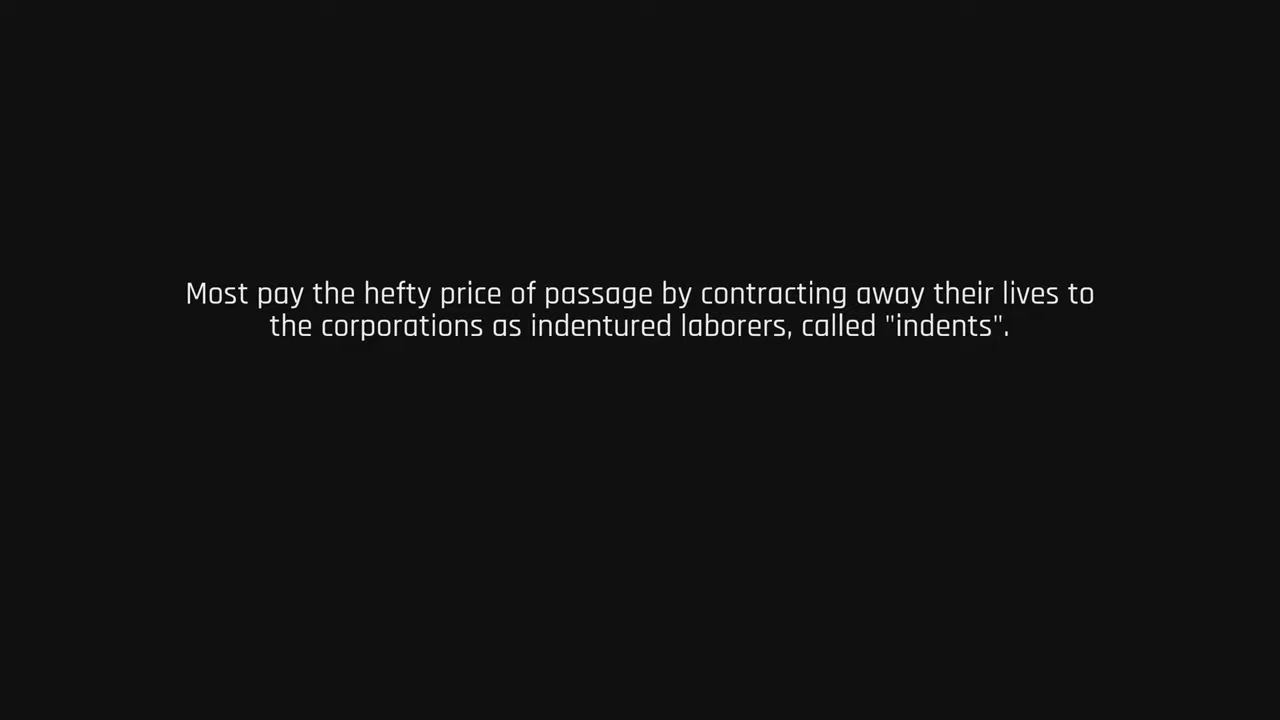 Most pay the hefty price of passage by contracting away their lives to
the corporations as indentured laborers, called "indents".